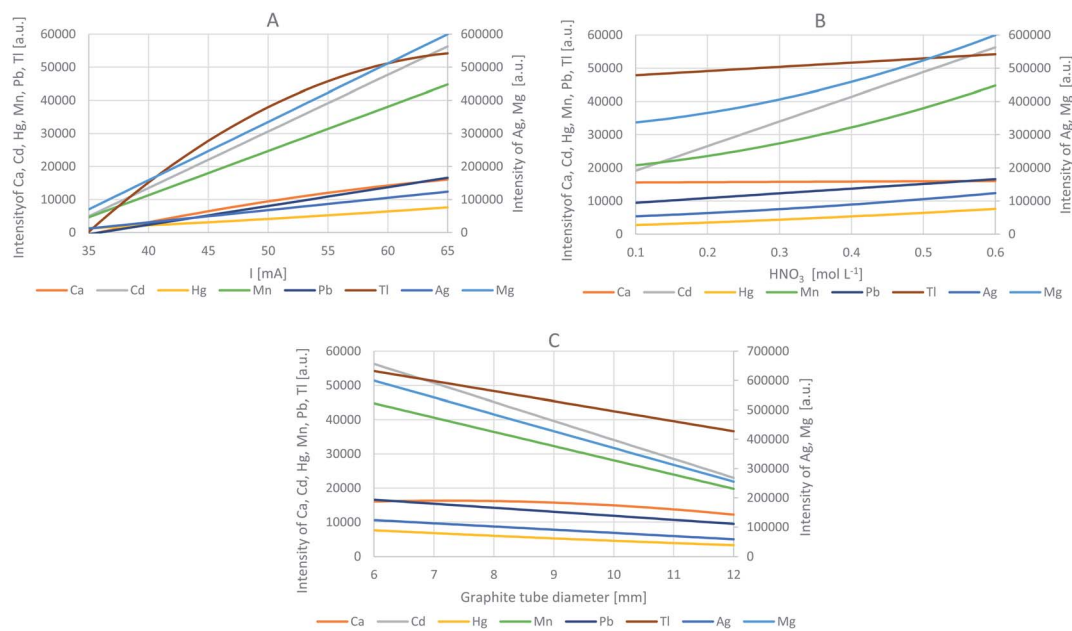 A
Intensity of Ca, Cd, Hg, Mn, Pb, Tl [a.u.]
60000
50000
40000
30000
20000
10000
0
600000
500000
400000
300000
200000
100000
0
Intensity of Ag, Mg [a.u.]
35 40 45 50 55 60 65
I [mA]
Ca Cd Hg Mn Pb Tl Ag Mg
B
Intensity of Ca, Cd, Hg, Mn, Pb, Tl [a.u.]
60000
50000
40000
30000
20000
10000
0
600000
500000
400000
300000
200000
100000
0
Intensity of Ag, Mg [a.u.]
0.1 0.2 0.3 0.4 0.5 0.6
HNO₃ [mol L⁻¹]
Ca Cd Hg Mn Pb Tl Ag Mg
C
Intensity of Ca, Cd, Hg, Mn, Pb, Tl [a.u.]
60000
50000
40000
30000
20000
10000
0
700000
600000
500000
400000
300000
200000
100000
0
Intensity of Ag, Mg [a.u.]
6 7 8 9 10 11 12
Graphite tube diameter [mm]
Ca Cd Hg Mn Pb Tl Ag Mg